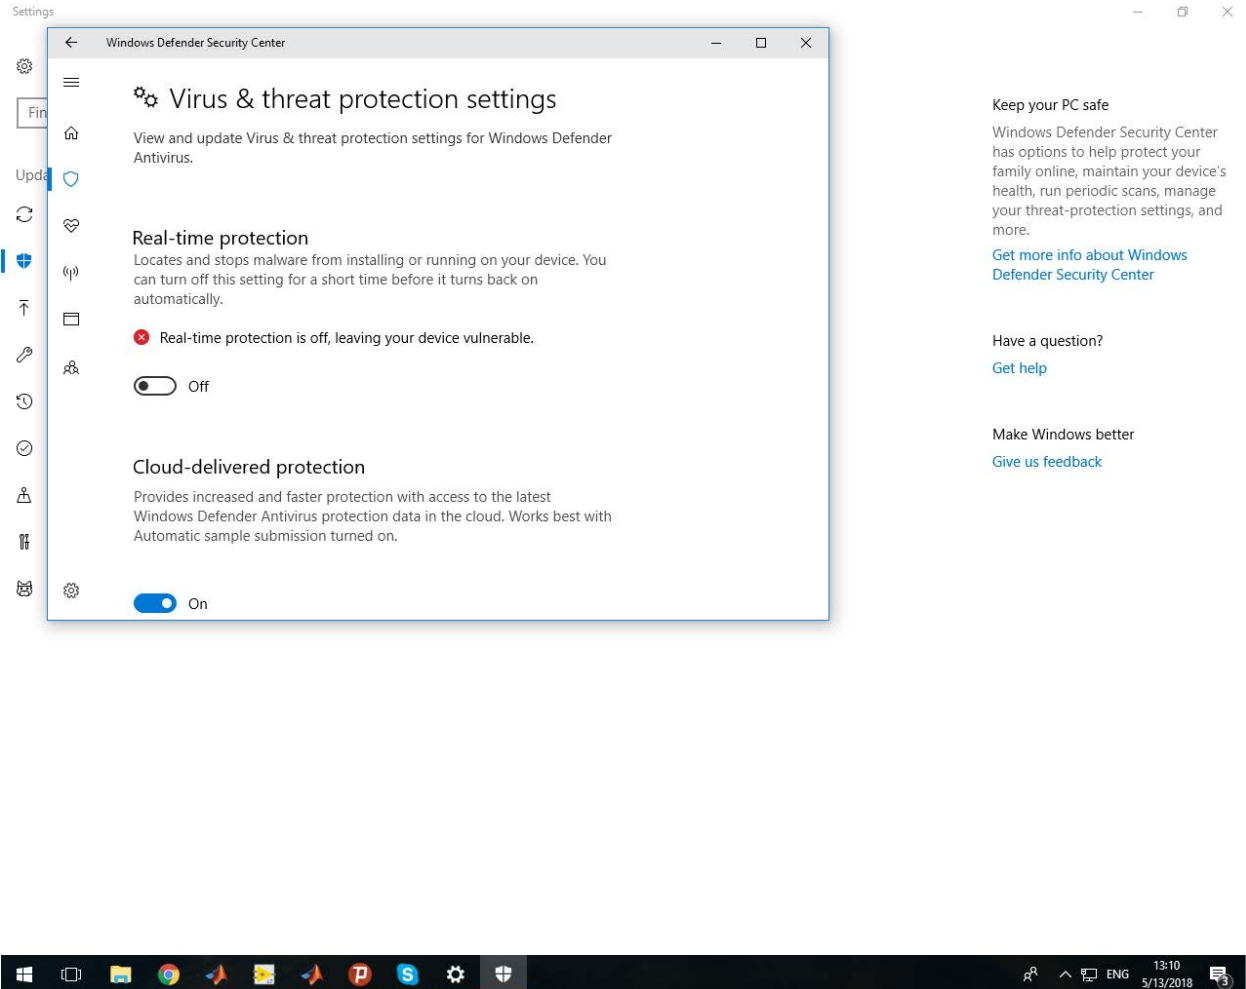 Settings
Windows Defender Security Center
Fin
Virus & threat protection settings
View and update Virus & threat protection settings for Windows Defender
Antivirus.
Upda
Real-time protection
Locates and stops malware from installing or running on your device. You
can turn off this setting for a short time before it turns back on
automatically.
Real-time protection is off, leaving your device vulnerable.
Off
Cloud-delivered protection
Provides increased and faster protection with access to the latest
Windows Defender Antivirus protection data in the cloud. Works best with
Automatic sample submission turned on.
On
Keep your PC safe
Windows Defender Security Center
has options to help protect your
family online, maintain your device's
health, run periodic scans, manage
your threat-protection settings, and
more.
Get more info about Windows
Defender Security Center
Have a question?
Get help
Make Windows better
Give us feedback
ENG
13:10
5/13/2018
3